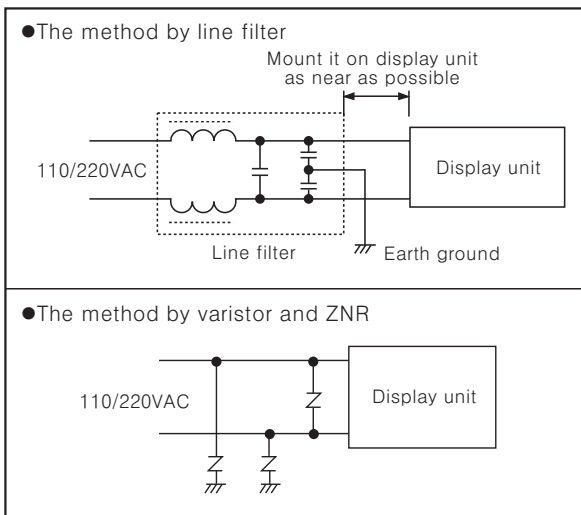 ●The method by line filter
Mount it on display unit
as near as possible
110/220VAC
Display unit
Line filter
Earth ground
●The method by varistor and ZNR
110/220VAC
Display unit